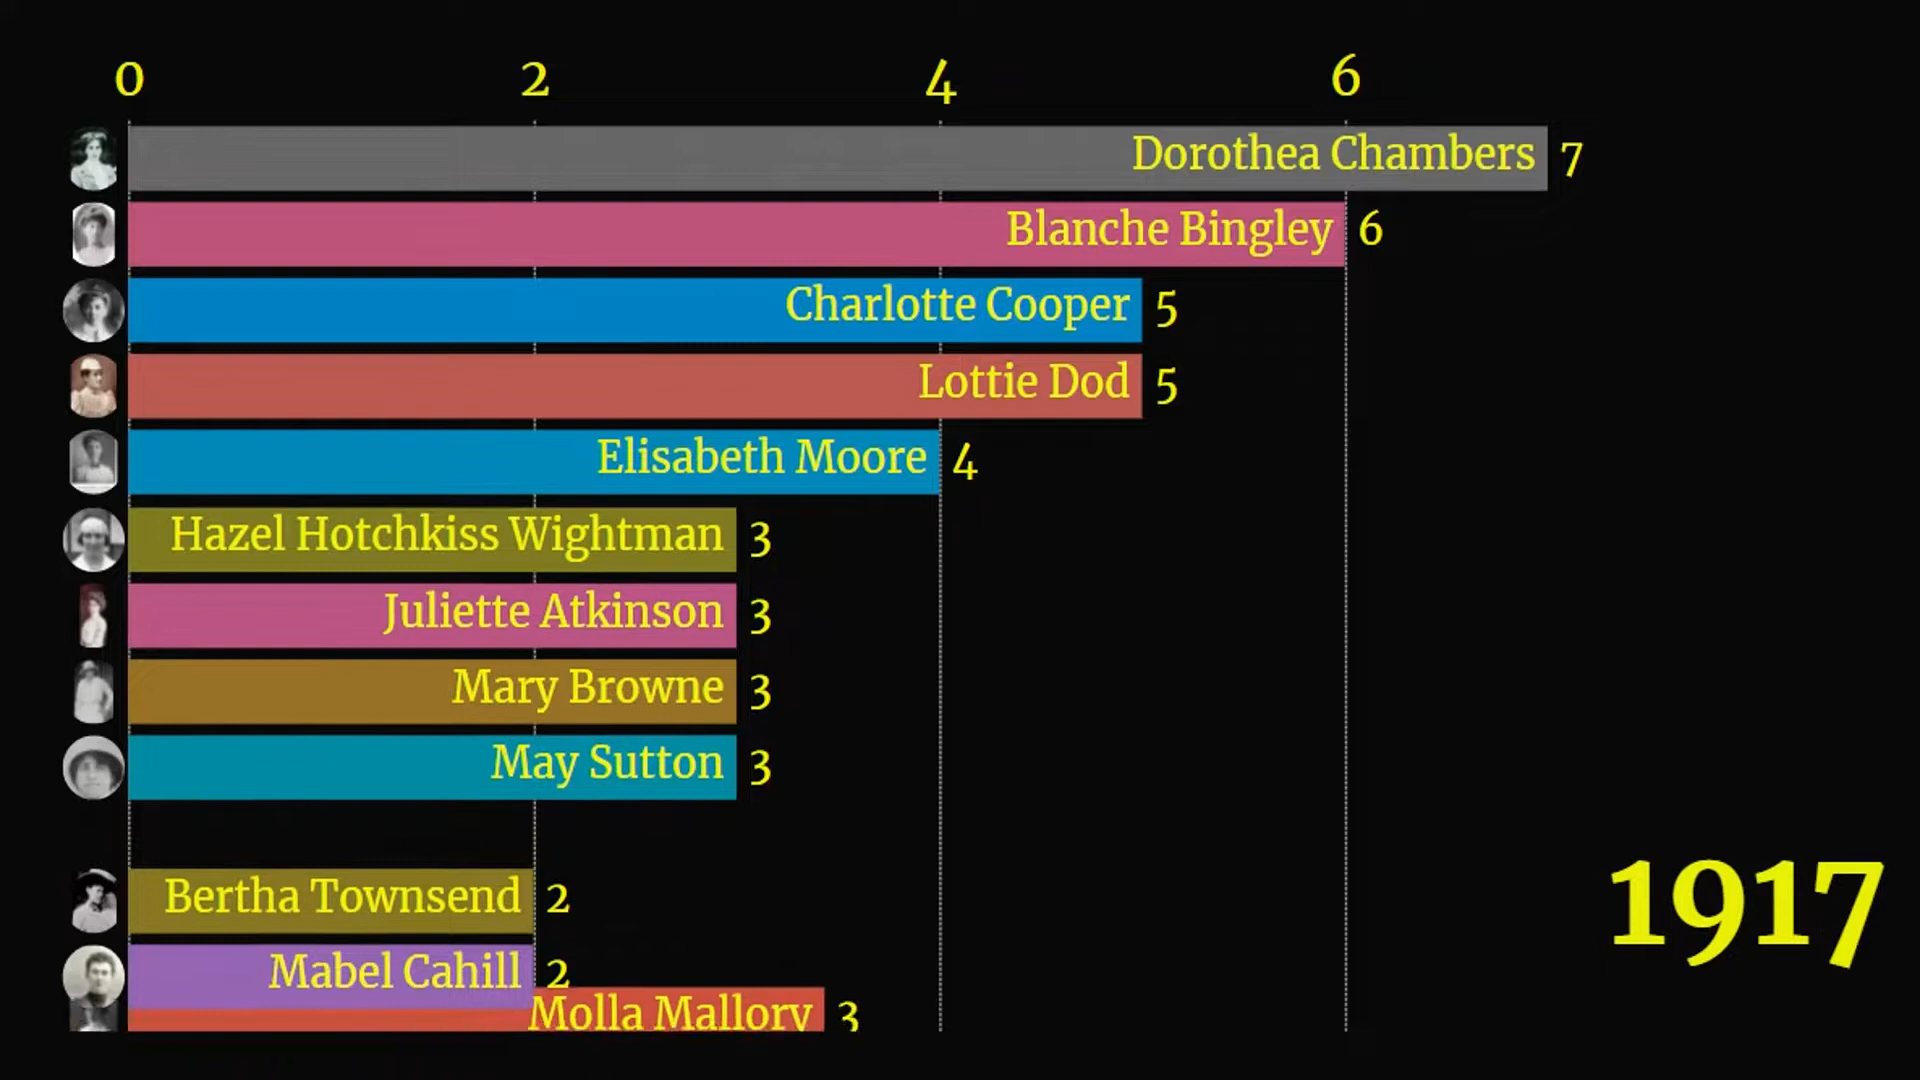 0 2 4 6
Dorothea Chambers 7
Blanche Bingley 6
Charlotte Cooper 5
Lottie Dod 5
Elisabeth Moore 4
Hazel Hotchkiss Wightman 3
Juliette Atkinson 3
Mary Browne 3
May Sutton 3
Bertha Townsend 2
Mabel Cahill 2
Molla Mallory 3
1917